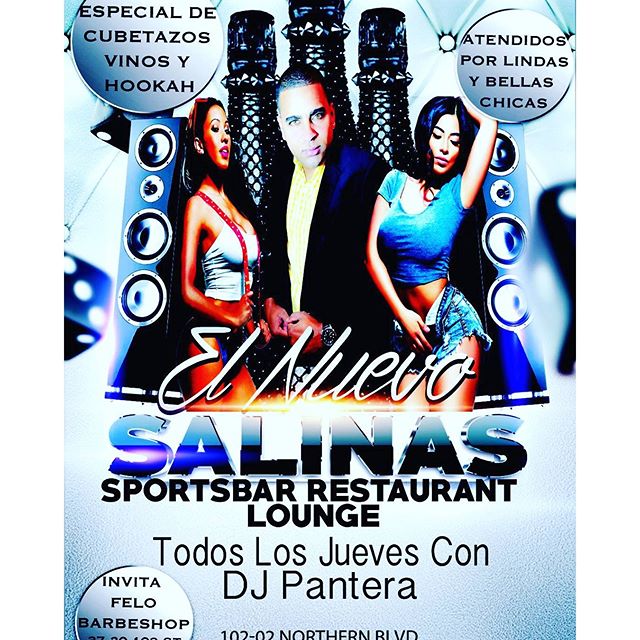 ESPECIAL DE
CUBETAZOS
VINOS Y
HOOKAH
ATENDIDOS
POR LINDAS
Y BELLAS
CHICAS
El Nuevo
SALINAS
SPORTSBAR RESTAURANT
LOUNGE
Todos Los Jueves Con
DJ Pantera
INVITA
FELO
BARBESHOP
102-02 NORTHERN BLVD